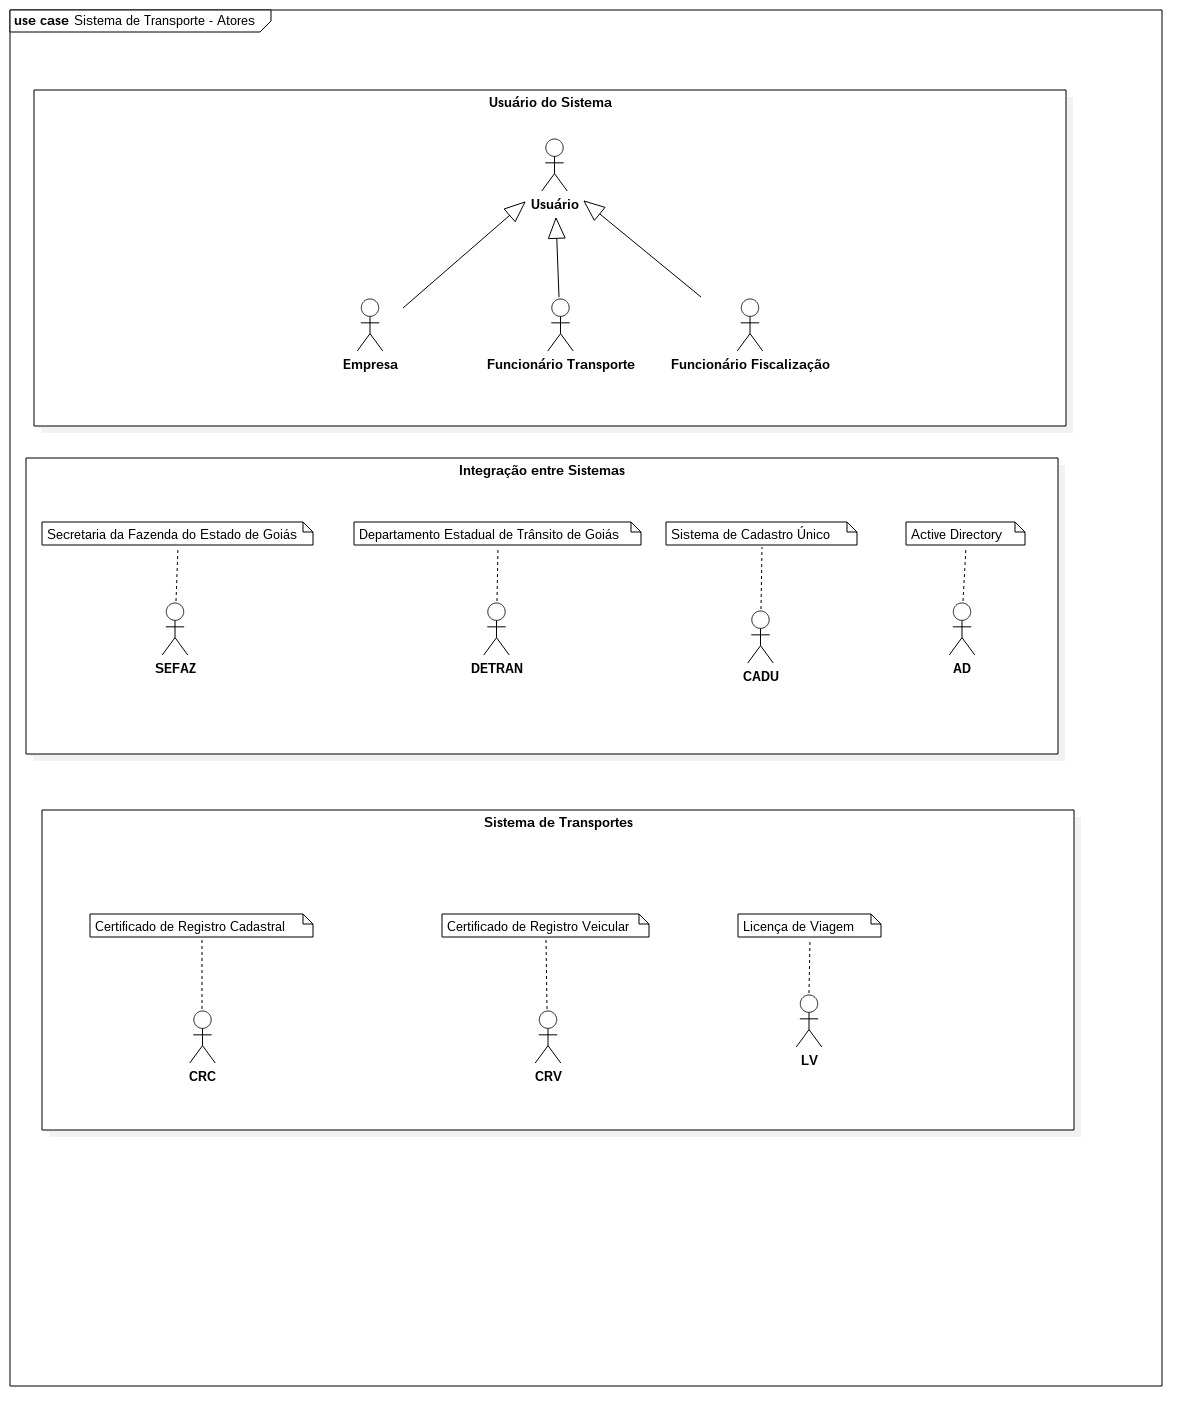 use case Sistema de Transporte - Atores
Usuário do Sistema
Usuário
Empresa
Funcionário Transporte
Funcionário Fiscalização
Integração entre Sistemas
Secretaria da Fazenda do Estado de Goiás
Departamento Estadual de Trânsito de Goiás
Sistema de Cadastro Único
Active Directory
SEFAZ
DETRAN
CADU
AD
Sistema de Transportes
Certificado de Registro Cadastral
Certificado de Registro Veicular
Licença de Viagem
CRC
CRV
LV